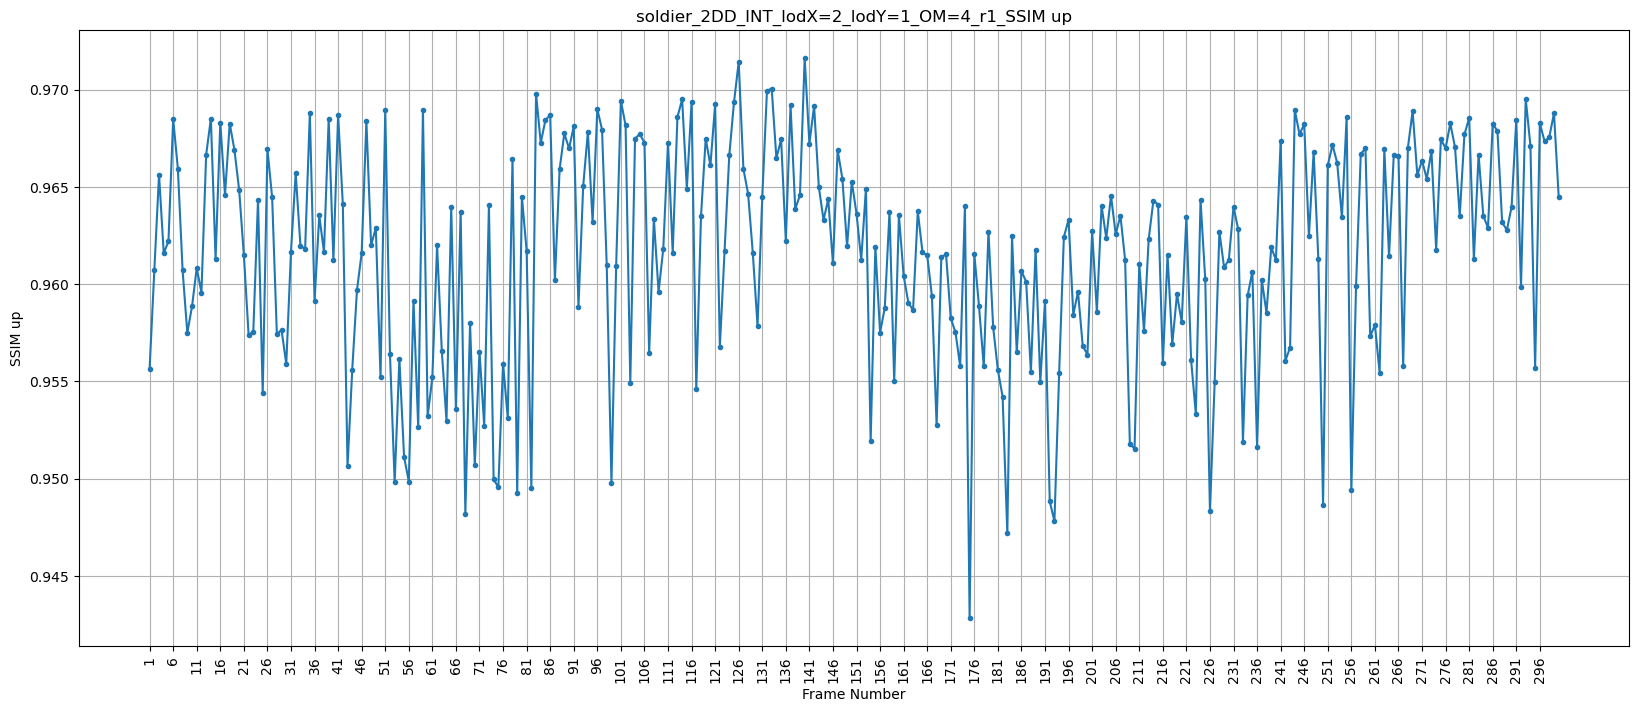 soldier_2DD_INT_lodX=2_lodY=1_OM=4_r1_SSIM up
SSIM up
0.970
0.965
0.960
0.955
0.950
0.945
1 6 11 16 21 26 31 36 41 46 51 56 61 66 71 76 81 86 91 96 101 106 111 116 121 126 131 136 141 146 151 156 161 166 171 176 181 186 191 196 201 206 211 216 221 226 231 236 241 246 251 256 261 266 271 276 281 286 291 296
Frame Number